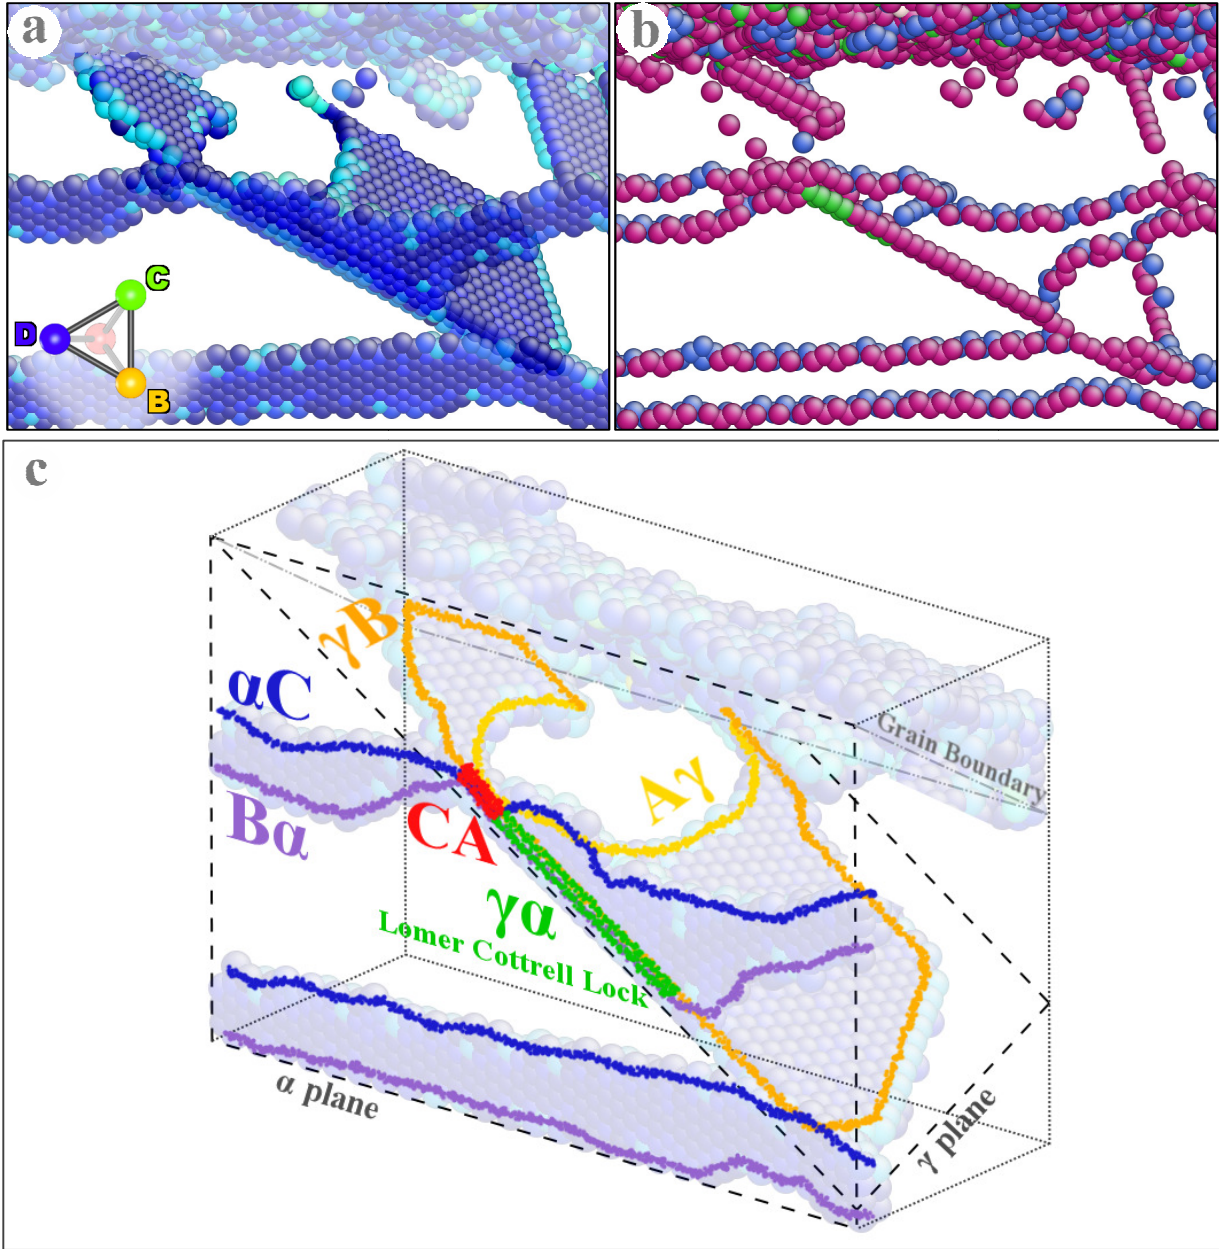 a
b
C
D
B
c
γB
αC
Grain Boundary
Aγ
Bα
CA
γα
Lomer Cottrell Lock
α plane
γ plane